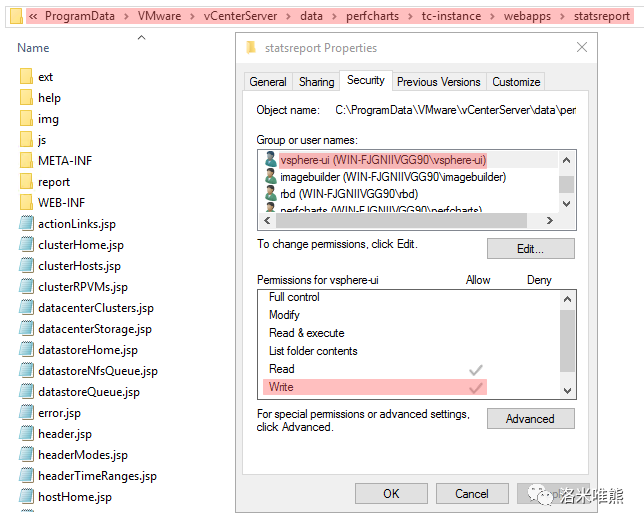 « ProgramData > VMware > vCenterServer > data > perfcharts > tc-instance > webapps > statsreport
Name
ext
help
img
js
META-INF
report
WEB-INF
actionLinks.jsp
clusterHome.jsp
clusterHosts.jsp
clusterRPVMs.jsp
datacenterClusters.jsp
datacenterStorage.jsp
datastoreHome.jsp
datastoreNfsQueue.jsp
datastoreQueue.jsp
error.jsp
header.jsp
headerModes.jsp
headerTimeRanges.jsp
hostHome.jsp
statsreport Properties
General Sharing Security Previous Versions Customize
Object name: C:\ProgramData\VMware\vCenterServer\data\per
Group or user names:
vsphere-ui (WIN-FJGNIIVGG90\vsphere-ui)
imagebuilder (WIN-FJGNIIVGG90\imagebuilder)
rbd (WIN-FJGNIIVGG90\rbd)
perfcharts (WIN-FJGNIIVGG90\perfcharts)
To change permissions, click Edit.
Edit...
Permissions for vsphere-ui Allow Deny
Full control
Modify
Read & execute
List folder contents
Read
Write
For special permissions or advanced settings,
click Advanced.
Advanced
OK Cancel
洛米唯熊